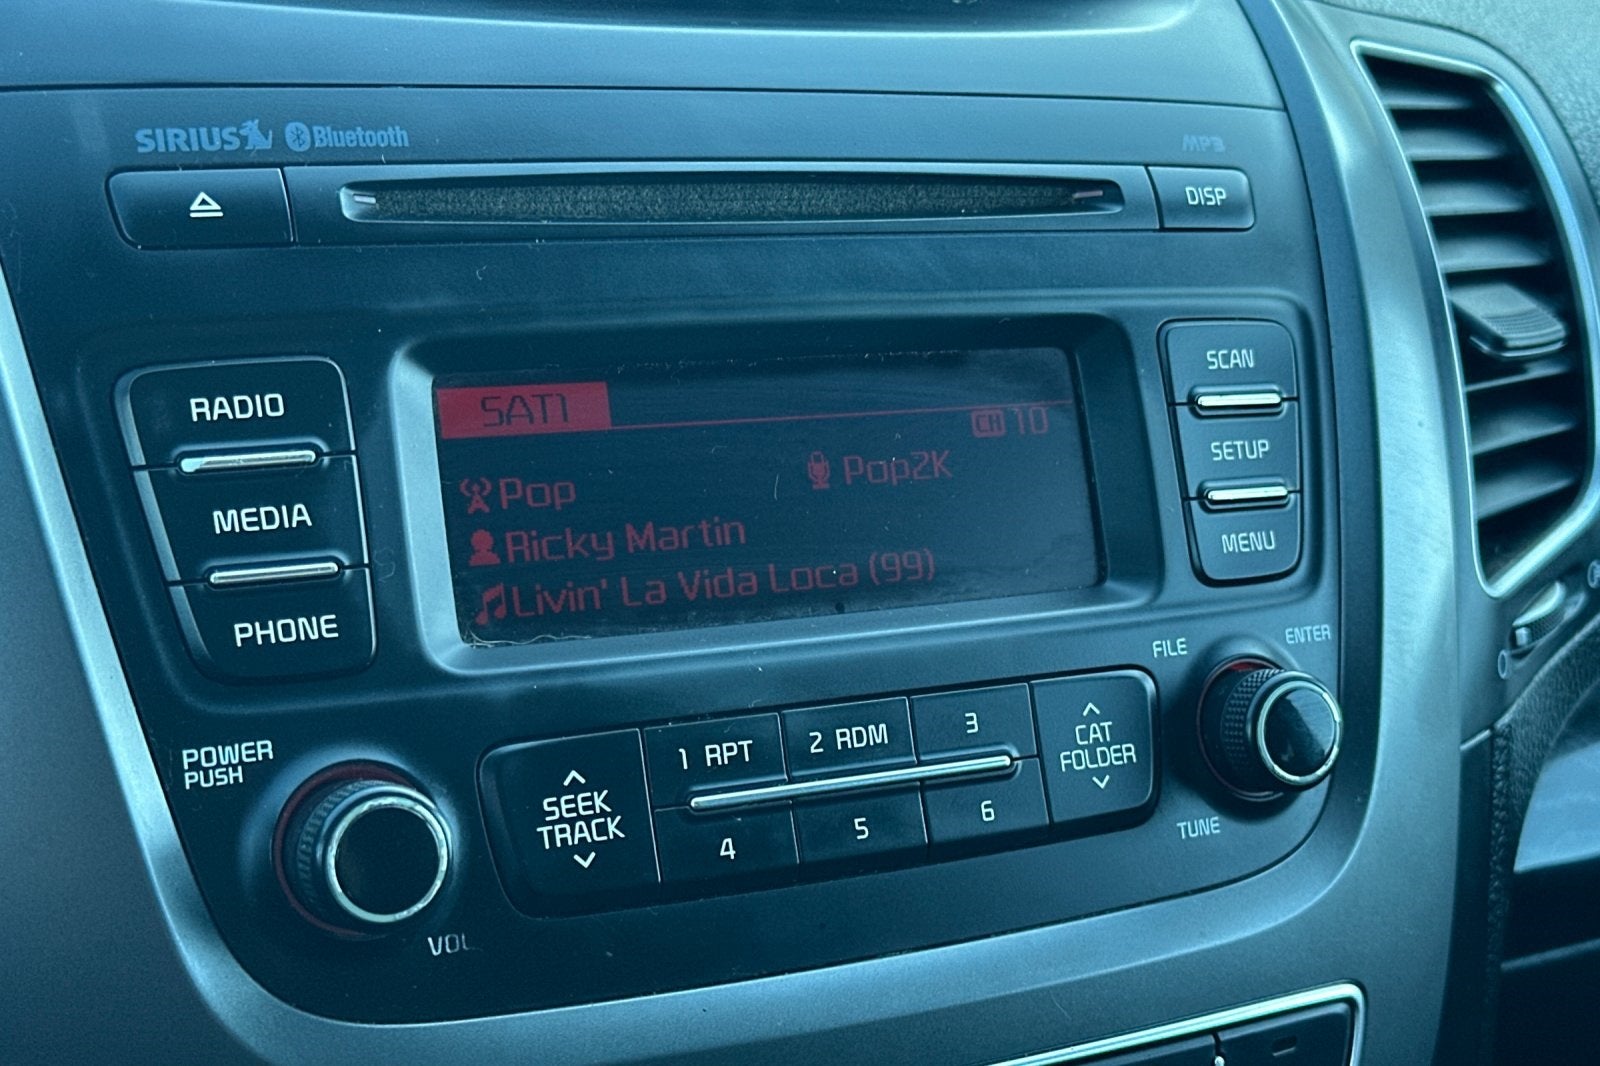 SIRIUS Bluetooth
MP3
DISP
RADIO
MEDIA
PHONE
SAT1
CH 10
Pop
Pop2K
Ricky Martin
Livin' La Vida Loca (99)
SCAN
SETUP
MENU
FILE
ENTER
TUNE
POWER
PUSH
VOL
SEEK
TRACK
1 RPT
2 RDM
3
4
5
6
CAT
FOLDER